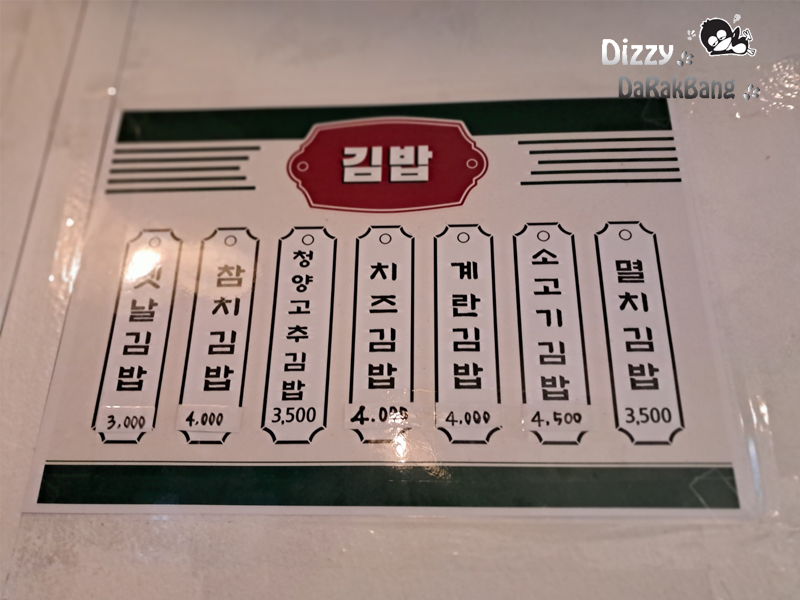 Dizzy
DaRakBang
김밥
옛날김밥
3,000
참치김밥
4,000
청양고추김밥
3,500
치즈김밥
4.000
계란김밥
4.000
소고기김밥
4.500
멸치김밥
3,500